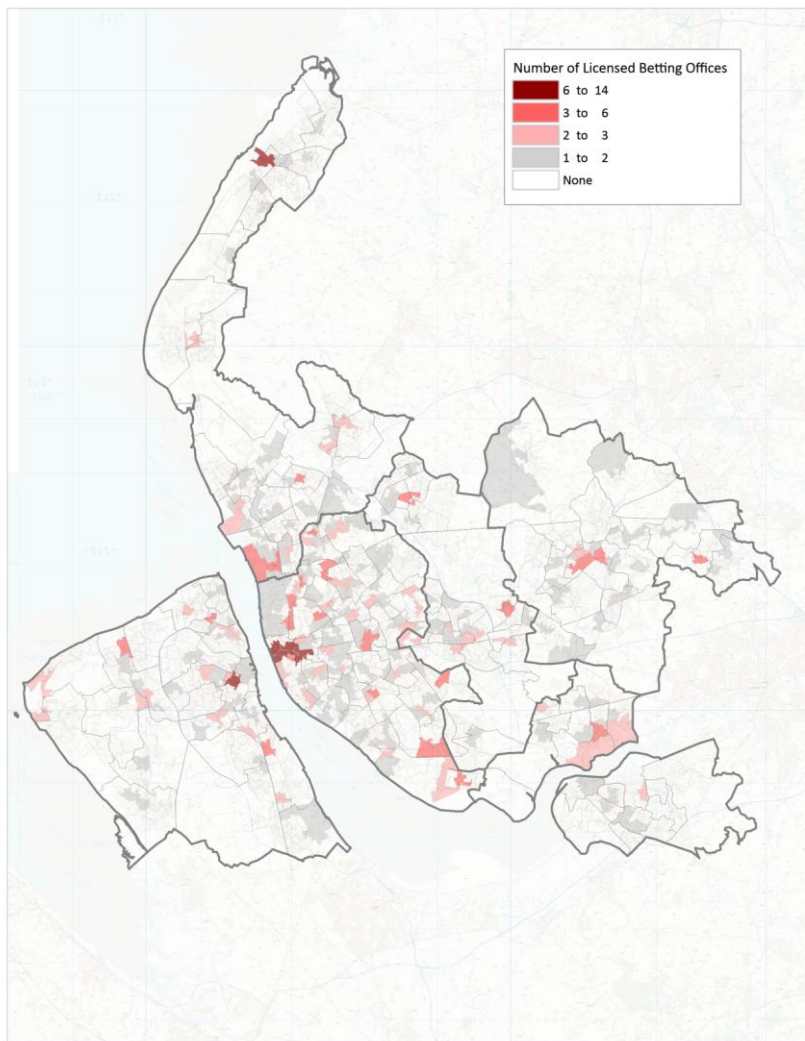 Number of Licensed Betting Offices
6 to 14
3 to 6
2 to 3
1 to 2
None